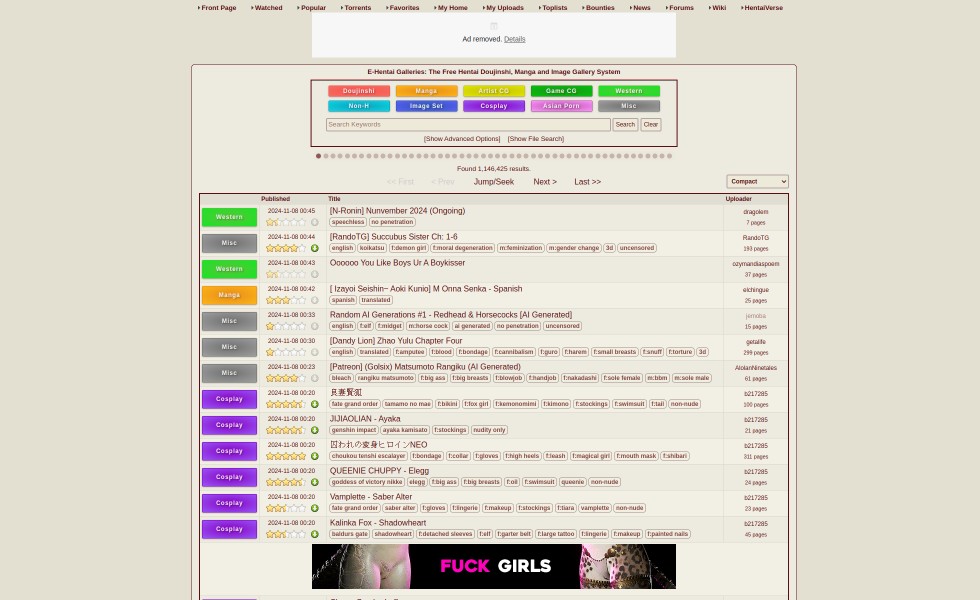 Front Page Watched Popular Torrents Favorites My Home My Uploads Toplists Bounties News Forums Wiki HentaiVerse
Ad removed. Details
E-Hentai Galleries: The Free Hentai Doujinshi, Manga and Image Gallery System
Doujinshi Manga Artist CG Game CG Western
Non-H Image Set Cosplay Asian Porn Misc
Search Keywords Search Clear
[Show Advanced Options] [Show File Search]
Found 1,146,425 results.
<< First < Prev Jump/Seek Next > Last >> Compact
Published Title Uploader
Western 2024-11-08 00:45 [N-Ronin] Nunvember 2024 (Ongoing) dragolem
speechless no penetration 7 pages
Misc 2024-11-08 00:44 [RandoTG] Succubus Sister Ch: 1-6 RandoTG
english koikatsu f:demon girl f:moral degeneration m:feminization m:gender change 3d uncensored 193 pages
Western 2024-11-08 00:43 Oooooo You Like Boys Ur A Boykisser ozymandiaspoem
37 pages
Manga 2024-11-08 00:42 [ Izayoi Seishin~ Aoki Kunio] M Onna Senka - Spanish elchingue
spanish translated 25 pages
Misc 2024-11-08 00:33 Random AI Generations #1 - Redhead & Horsecocks [AI Generated] jemoba
english f:elf f:midget m:horse cock ai generated no penetration uncensored 15 pages
Misc 2024-11-08 00:30 [Dandy Lion] Zhao Yulu Chapter Four getalife
english translated f:amputee f:blood f:bondage f:cannibalism f:guro f:harem f:small breasts f:snuff f:torture 3d 299 pages
Misc 2024-11-08 00:23 [Patreon] (Golsix) Matsumoto Rangiku (AI Generated) AlolanNinetales
bleach rangiku matsumoto f:big ass f:big breasts f:blowjob f:handjob f:nakadashi f:sole female m:bbm m:sole male 61 pages
Cosplay 2024-11-08 00:20 良妻賢狐 b217285
fate grand order tamamo no mae f:bikini f:fox girl f:kemonomimi f:kimono f:stockings f:swimsuit f:tail non-nude 100 pages
Cosplay 2024-11-08 00:20 JIJIAOLIAN - Ayaka b217285
genshin impact ayaka kamisato f:stockings nudity only 21 pages
Cosplay 2024-11-08 00:20 囚われの変身ヒロインNEO b217285
choukou tenshi escalayer f:bondage f:collar f:gloves f:high heels f:leash f:magical girl f:mouth mask f:shibari 311 pages
Cosplay 2024-11-08 00:20 QUEENIE CHUPPY - Elegg b217285
goddess of victory nikke elegg f:big ass f:big breasts f:oil f:swimsuit queenie non-nude 24 pages
Cosplay 2024-11-08 00:20 Vamplette - Saber Alter b217285
fate grand order saber alter f:gloves f:lingerie f:makeup f:stockings f:tiara vamplette non-nude 23 pages
Cosplay 2024-11-08 00:20 Kalinka Fox - Shadowheart b217285
baldurs gate shadowheart f:detached sleeves f:elf f:garter belt f:large tattoo f:lingerie f:makeup f:painted nails 45 pages
FUCK GIRLS